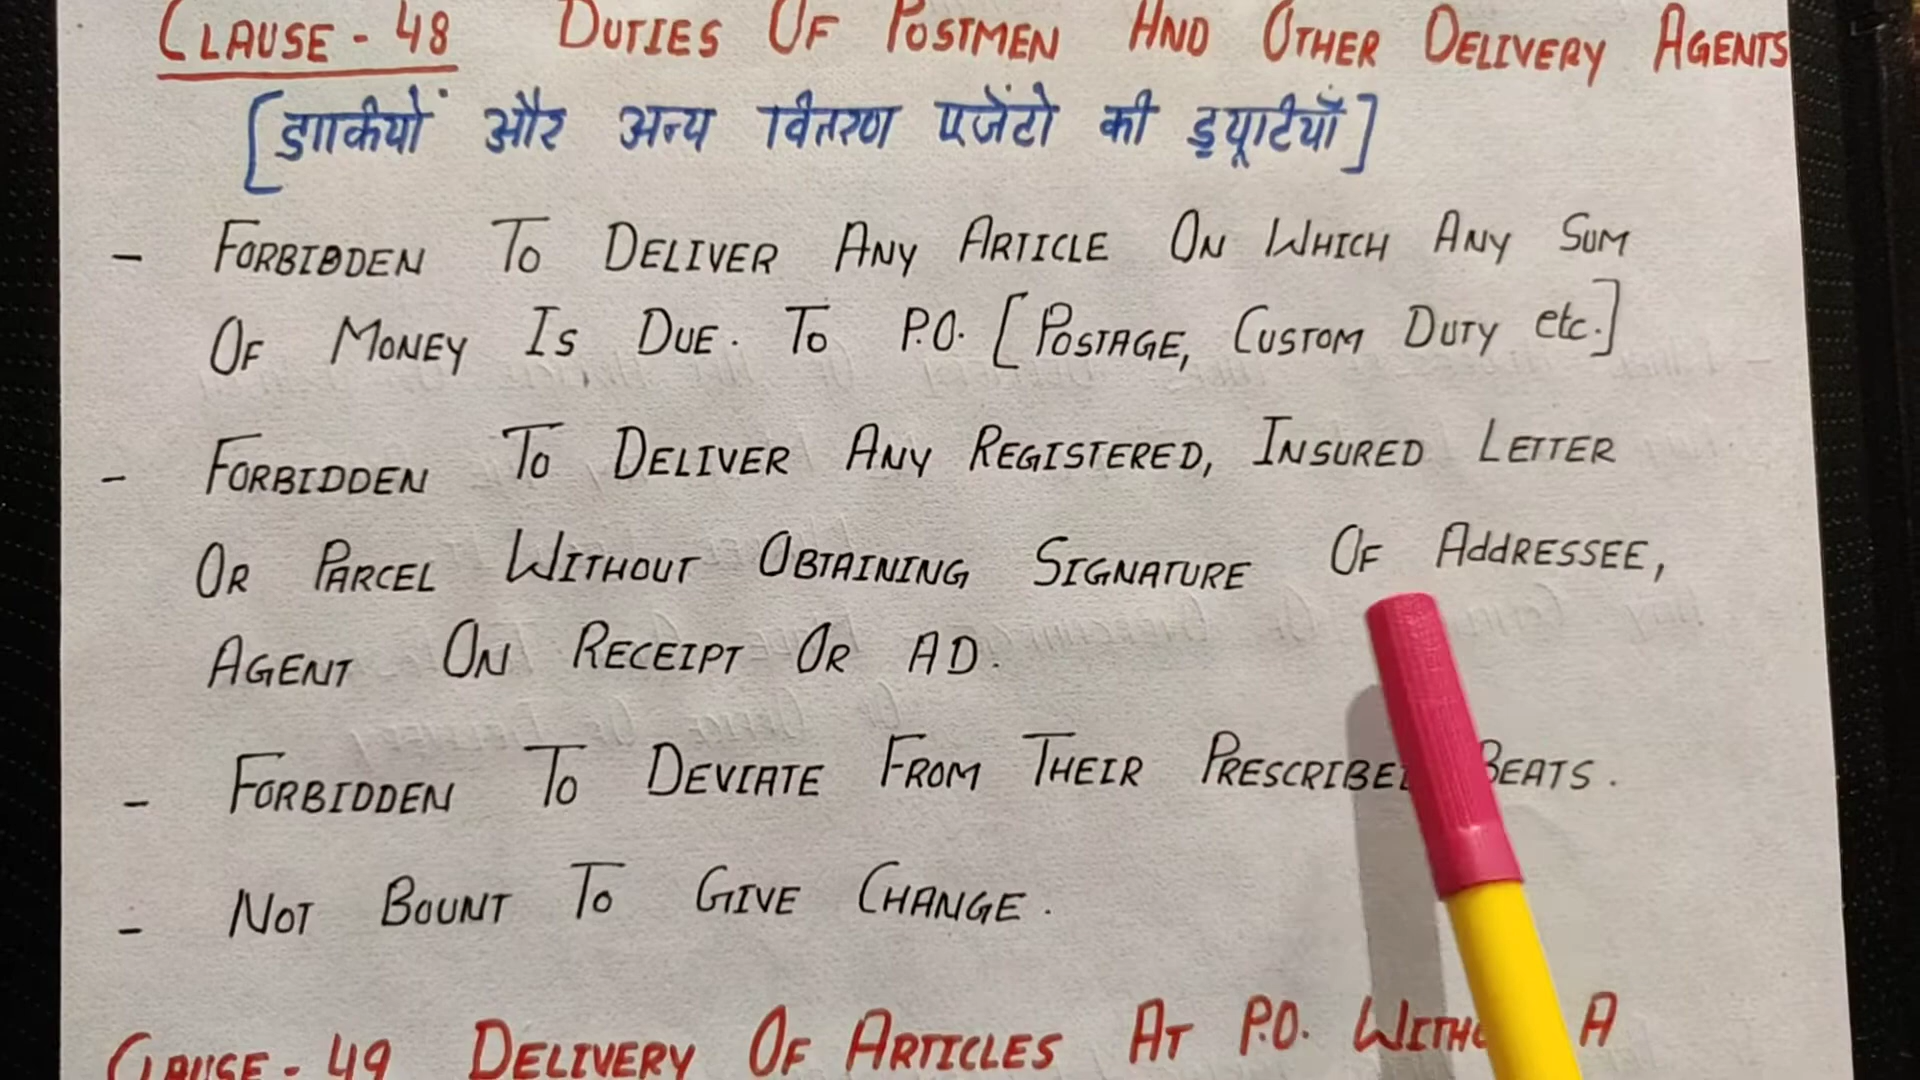 CLAUSE - 48 DUTIES OF POSTMEN AND OTHER DELIVERY AGENTS
[डाकीयों और अन्य वितरण एजेंटो की ड्यूटीयाँ]
- FORBIDDEN TO DELIVER ANY ARTICLE ON WHICH ANY SUM
OF MONEY IS DUE. TO P.O. [POSTAGE, CUSTOM DUTY etc.]
- FORBIDDEN TO DELIVER ANY REGISTERED, INSURED LETTER
OR PARCEL WITHOUT OBTAINING SIGNATURE OF ADDRESSEE,
AGENT ON RECEIPT OR AD.
- FORBIDDEN TO DEVIATE FROM THEIR PRESCRIBED BEATS.
- NOT BOUNT TO GIVE CHANGE.
CLAUSE - 49 DELIVERY OF ARTICLES AT P.O. A